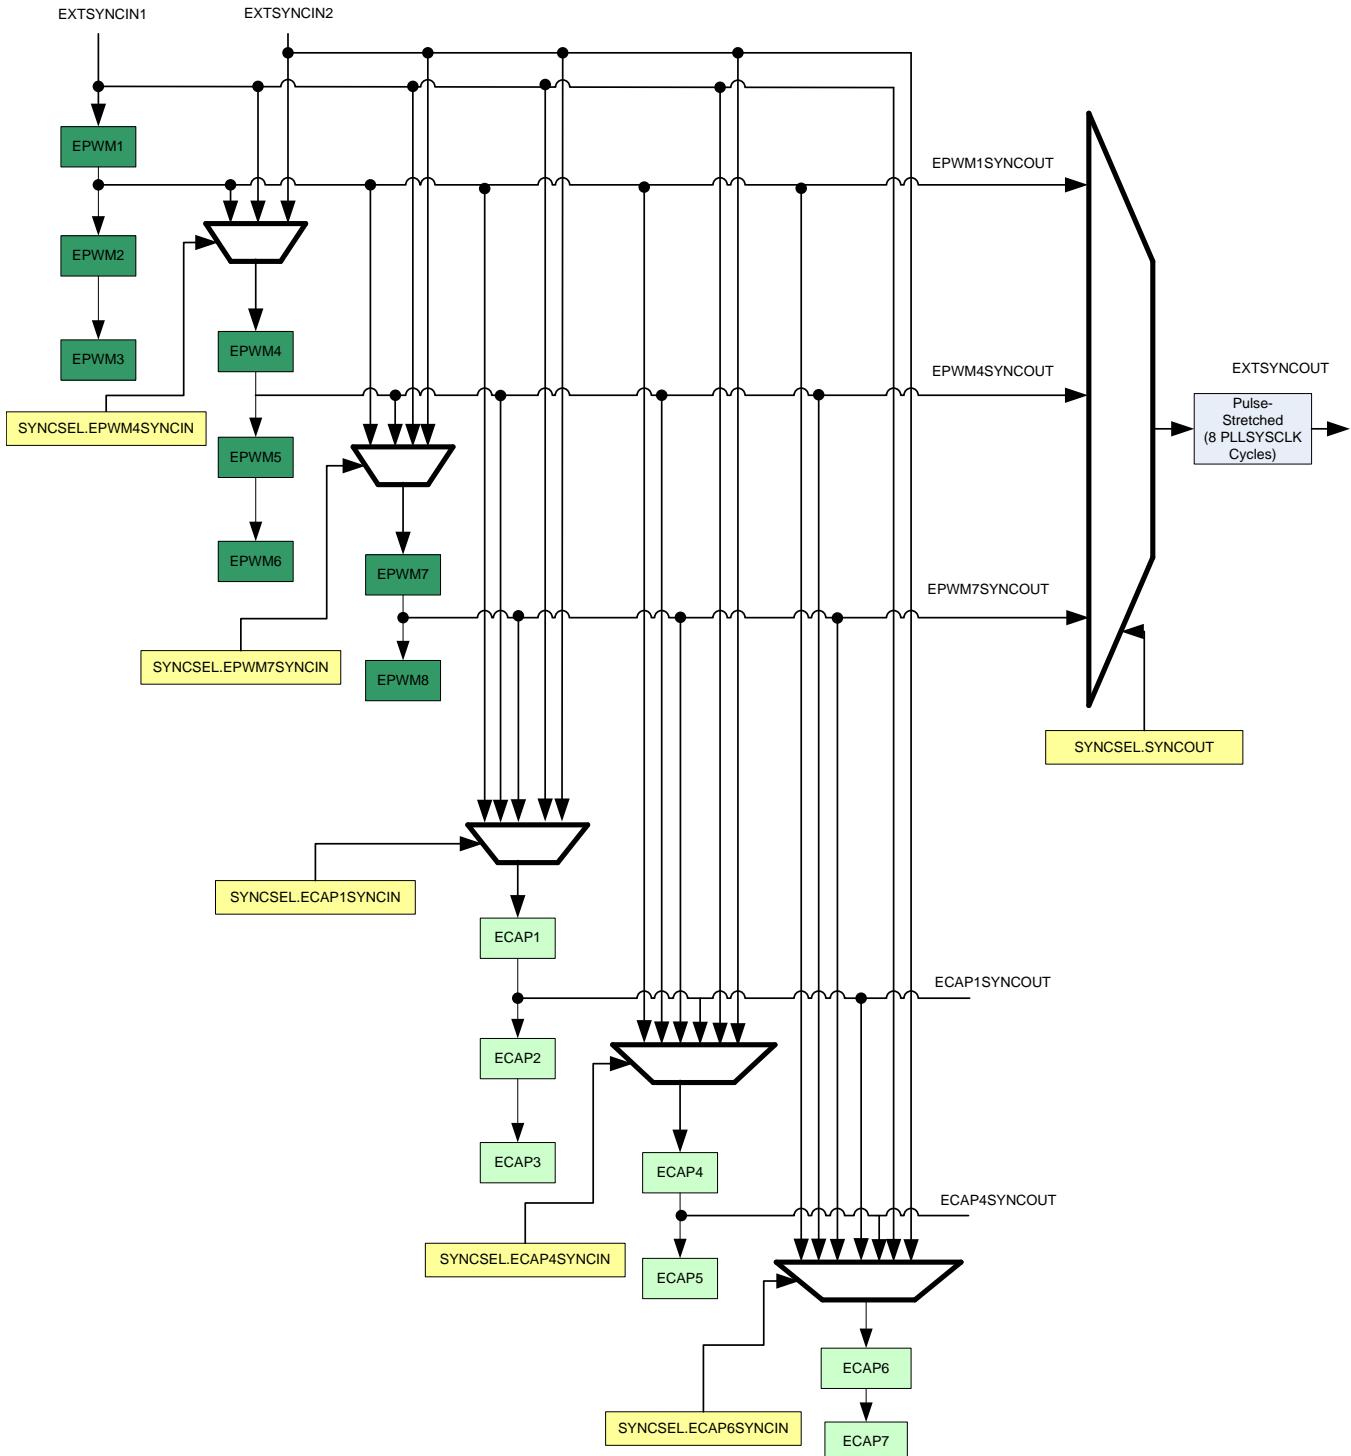 EXTSYNCIN1
EXTSYNCIN2
EPWM1
EPWM1SYNCOUT
EPWM2
EPWM4
EPWM3
EPWM4SYNCOUT
EXTSYNCOUT
Pulse-
Stretched
(8 PLLSYSCLK
Cycles)
SYNCSEL.EPWM4SYNCIN
EPWM5
EPWM6
EPWM7
EPWM7SYNCOUT
SYNCSEL.EPWM7SYNCIN
EPWM8
SYNCSEL.SYNCOUT
SYNCSEL.ECAP1SYNCIN
ECAP1
ECAP1SYNCOUT
ECAP2
ECAP3
ECAP4
ECAP4SYNCOUT
SYNCSEL.ECAP4SYNCIN
ECAP5
ECAP6
SYNCSEL.ECAP6SYNCIN
ECAP7